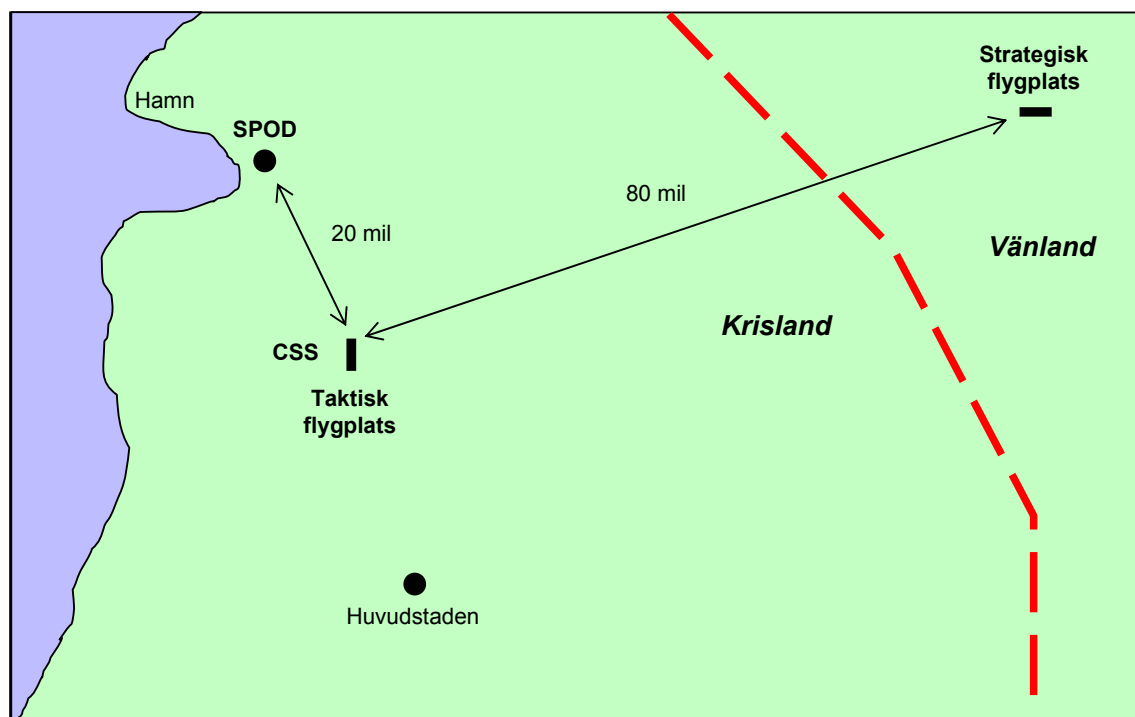 Strategisk
flygplats
Hamn
SPOD
80 mil
20 mil
Vänland
Krisland
CSS
Taktisk
flygplats
Huvudstaden